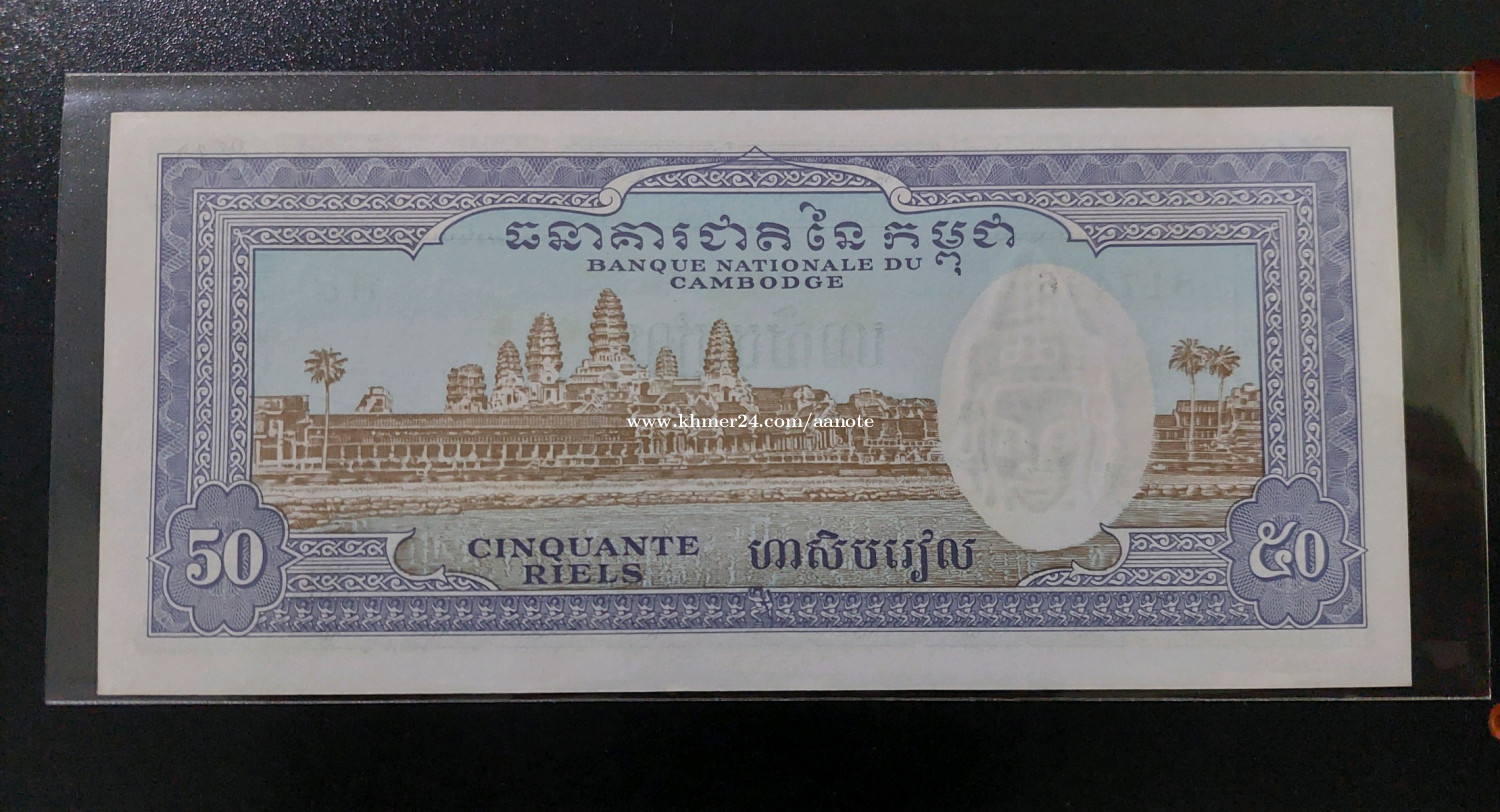 ធនាគារជាតិនៃកម្ពុជា
BANQUE NATIONALE DU
CAMBODGE
www.khmer24.com/aanote
50
CINQUANTE
RIELS
ហាសិបរៀល
៥០